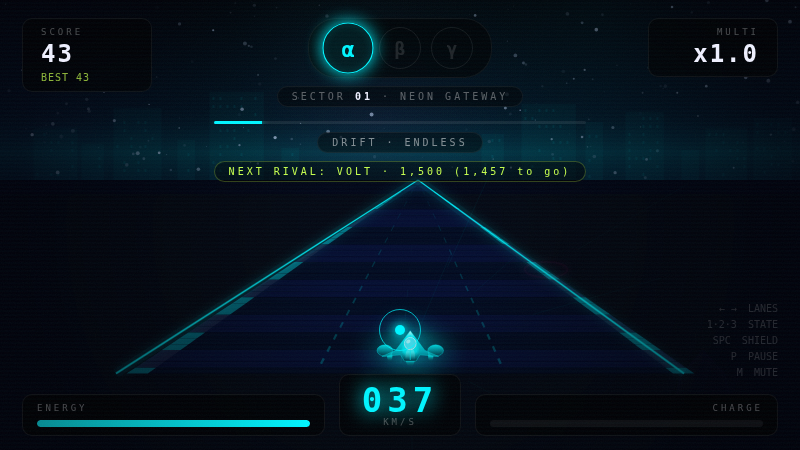 SCORE
43
BEST 43
α β γ
MULTI
x1.0
SECTOR 01 · NEON GATEWAY
DRIFT · ENDLESS
NEXT RIVAL: VOLT · 1,500 (1,457 to go)
← → LANES
1·2·3 STATE
SPC SHIELD
P PAUSE
M MUTE
ENERGY
037
KM/S
CHARGE